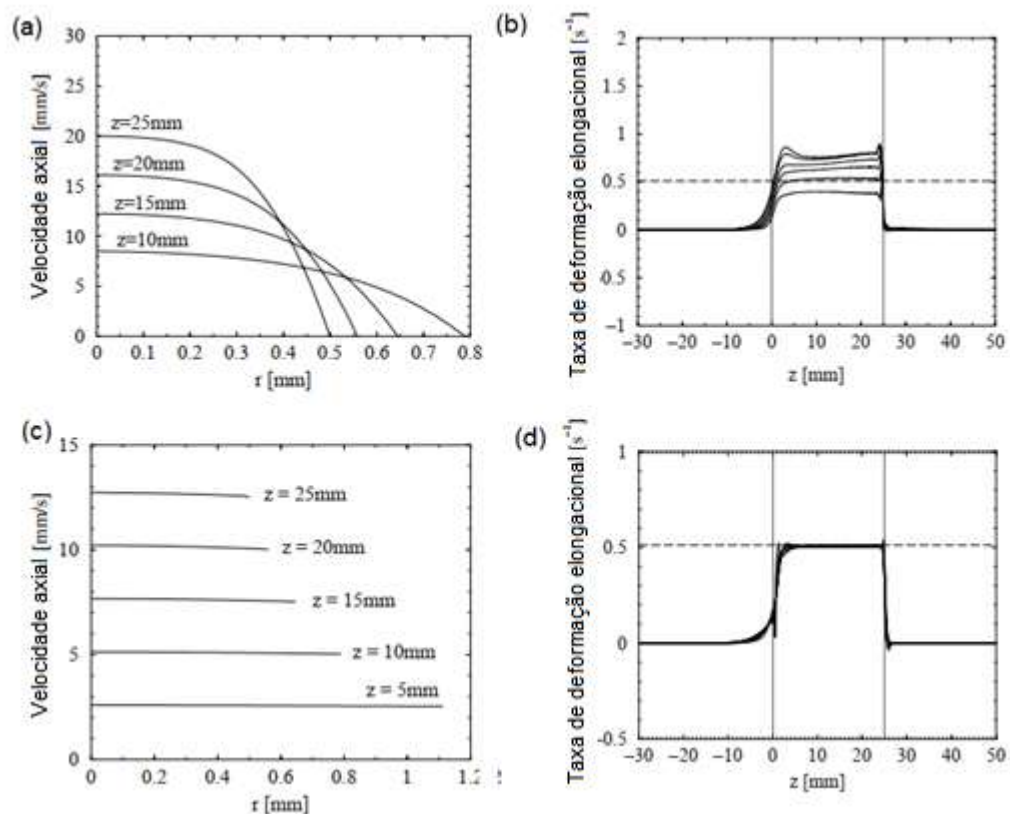 (a)
Velocidade axial [mm/s]
30
25
20
15
10
5
0
z=25mm
z=20mm
z=15mm
z=10mm
0 0.1 0.2 0.3 0.4 0.5 0.6 0.7 0.8
r [mm]
(b)
Taxa de deformação elongacional [s⁻¹]
2
1.5
1
0.5
0
0.5
−1
−30 −20 −10 0 10 20 30 40 50
z [mm]
(c)
Velocidade axial [mm/s]
15
10
5
0
z = 25mm
z = 20mm
z = 15mm
z = 10mm
z = 5mm
0 0.2 0.4 0.6 0.8 1 1.2
r [mm]
(d)
Taxa de deformação elongacional [s⁻¹]
1
0.5
0
-0.5
−30 −20 −10 0 10 20 30 40 50
z [mm]